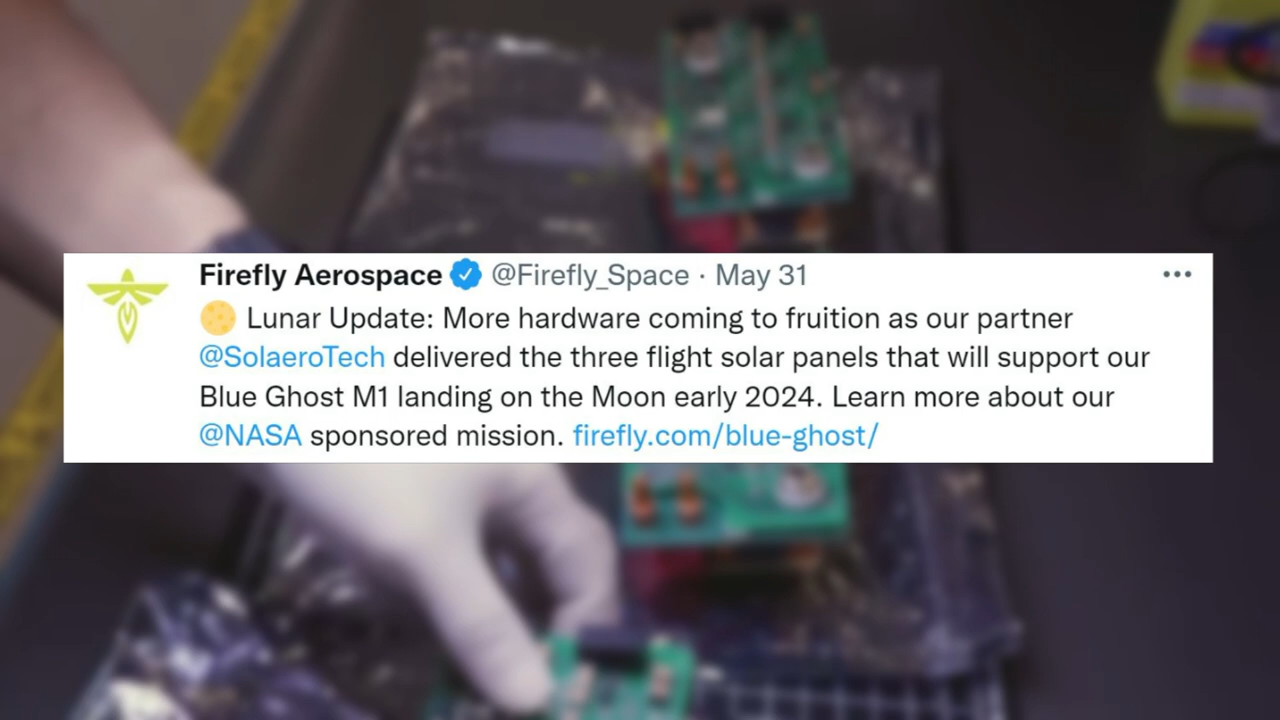 Firefly Aerospace @Firefly_Space · May 31
🌕 Lunar Update: More hardware coming to fruition as our partner
@SolaeroTech delivered the three flight solar panels that will support our
Blue Ghost M1 landing on the Moon early 2024. Learn more about our
@NASA sponsored mission. firefly.com/blue-ghost/